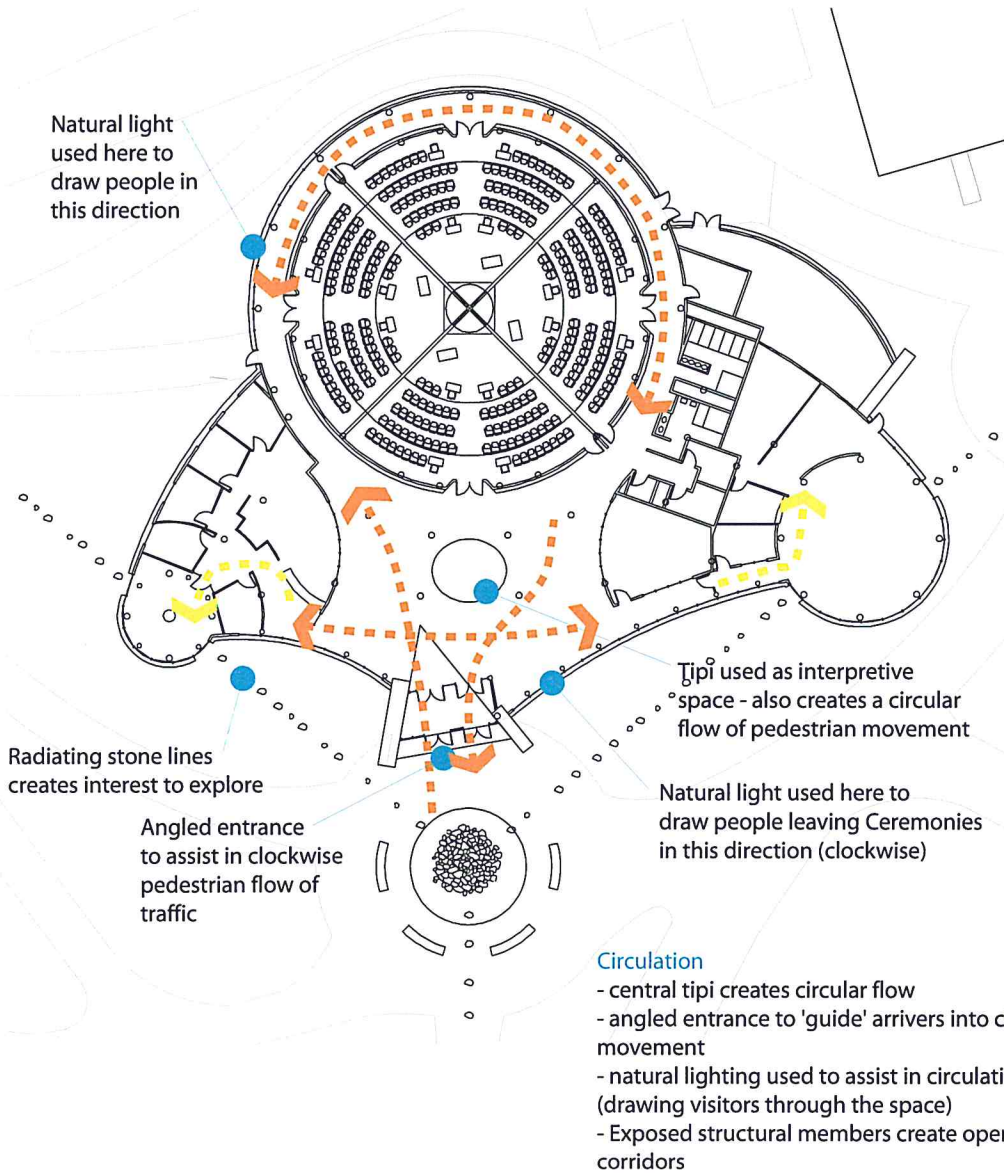 Natural light
used here to
draw people in
this direction
Tipi used as interpretive
space - also creates a circular
flow of pedestrian movement
Radiating stone lines
creates interest to explore
Natural light used here to
draw people leaving Ceremonies
in this direction (clockwise)
Angled entrance
to assist in clockwise
pedestrian flow of
traffic
Circulation
- central tipi creates circular flow
- angled entrance to 'guide' arrivers into
movement
- natural lighting used to assist in
(drawing visitors through the space)
- Exposed structural members create
corridors